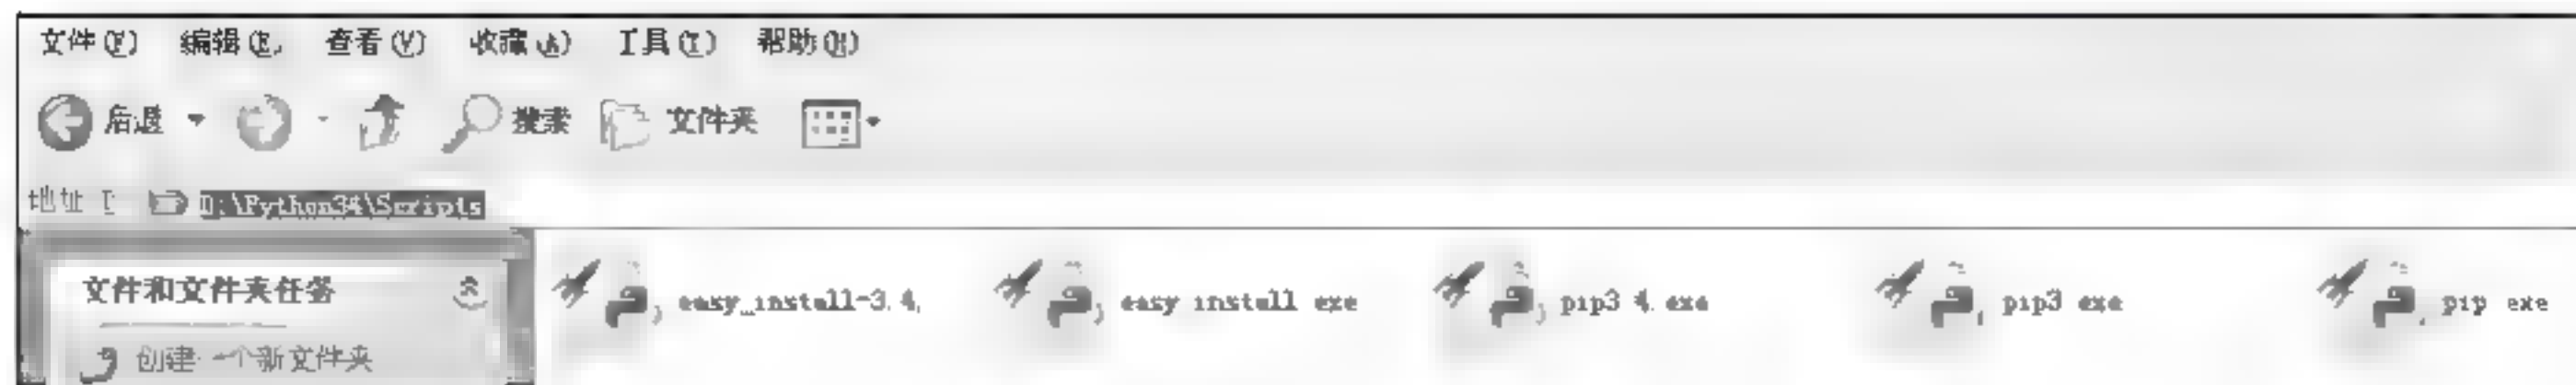 文件(F) 编辑(E) 查看(V) 收藏(A) 工具(T) 帮助(H)
后退 搜索 文件夹
地址 D:\Python34\Scripts
文件和文件夹任务 easy_install-3.4. easy_install.exe pip3.4.exe pip3.exe pip.exe
创建一个新文件夹